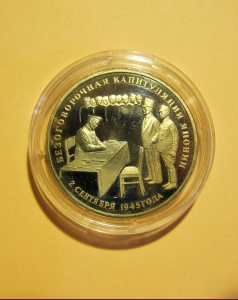 БЕЗОГОВОРОЧНАЯ КАПИТУЛЯЦИЯ ЯПОНИИ
2 СЕНТЯБРЯ 1945 ГОДА